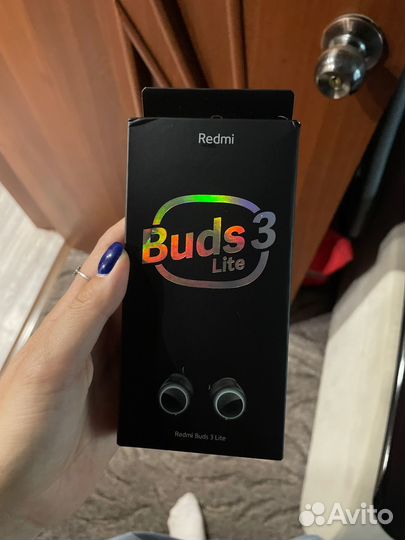 Redmi
Buds 3
Lite
Redmi Buds 3 Lite
Avito